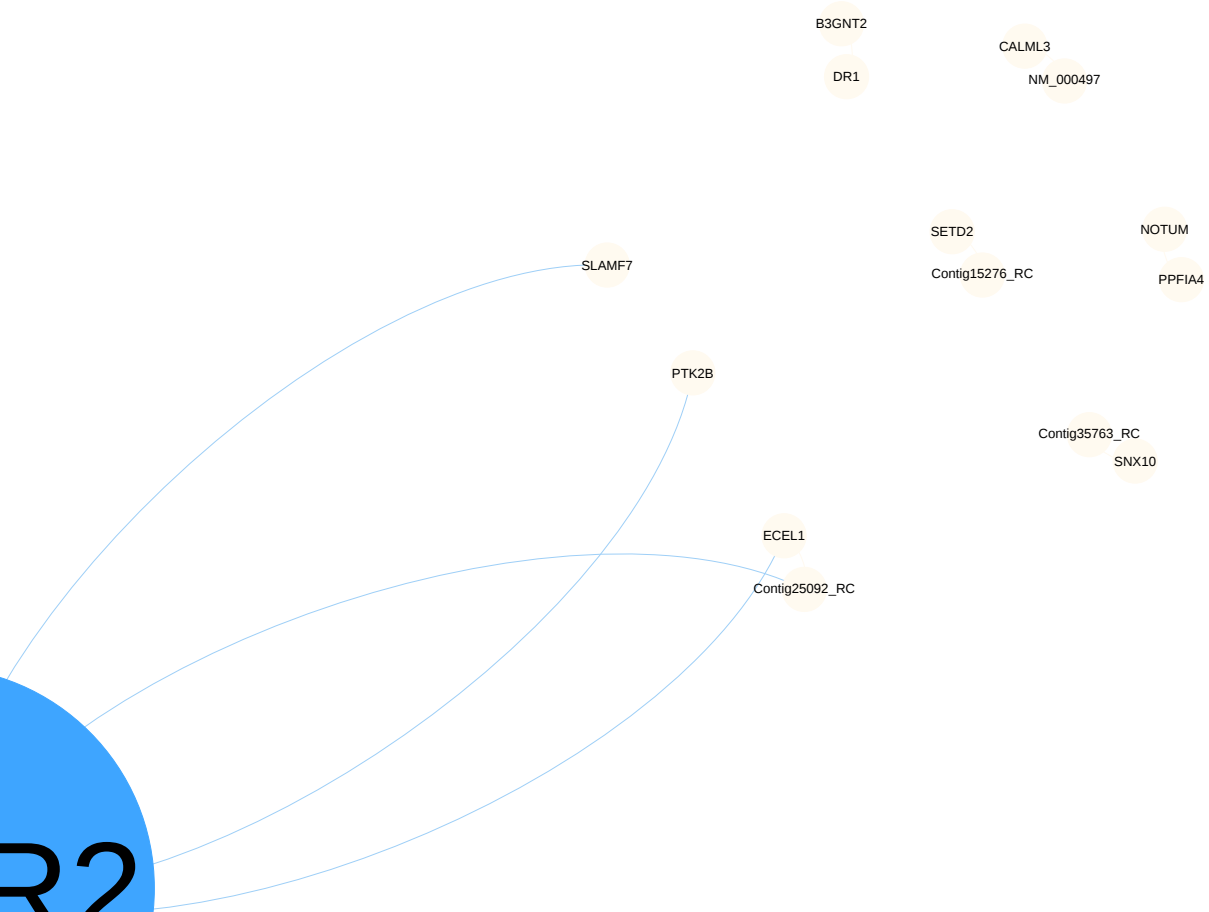 B3GNT2
CALML3
DR1
NM_000497
SETD2
NOTUM
SLAMF7
Contig15276_RC
PPFIA4
PTK2B
Contig35763_RC
SNX10
ECEL1
Contig25092_RC
R2